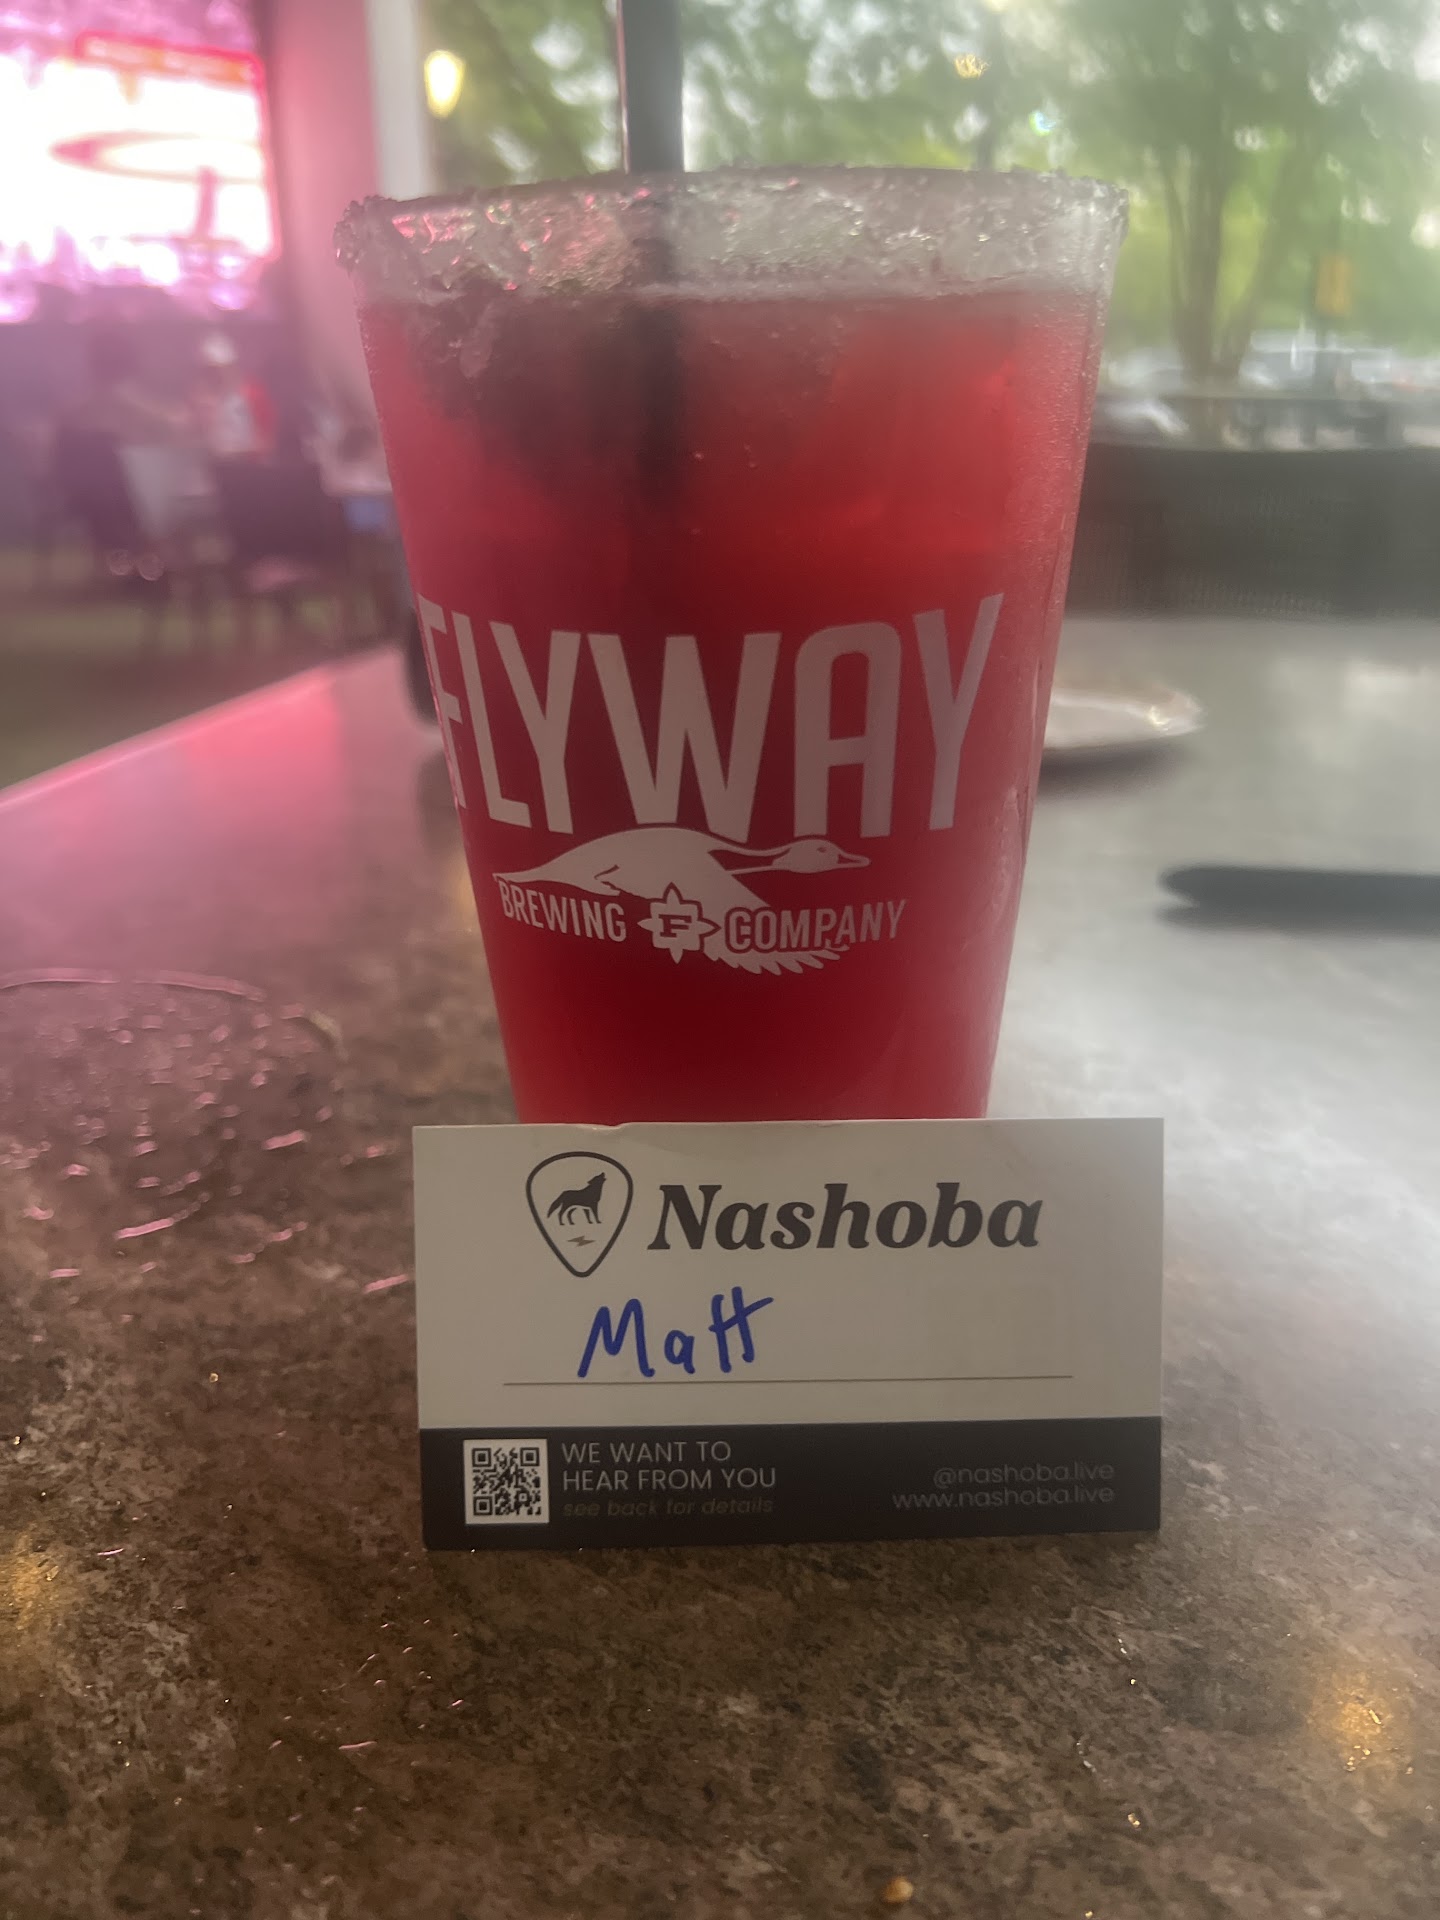 FLYWAY
BREWING F COMPANY
Nashoba
Matt
WE WANT TO
HEAR FROM YOU
see back for details
@nashoba.live
www.nashoba.live